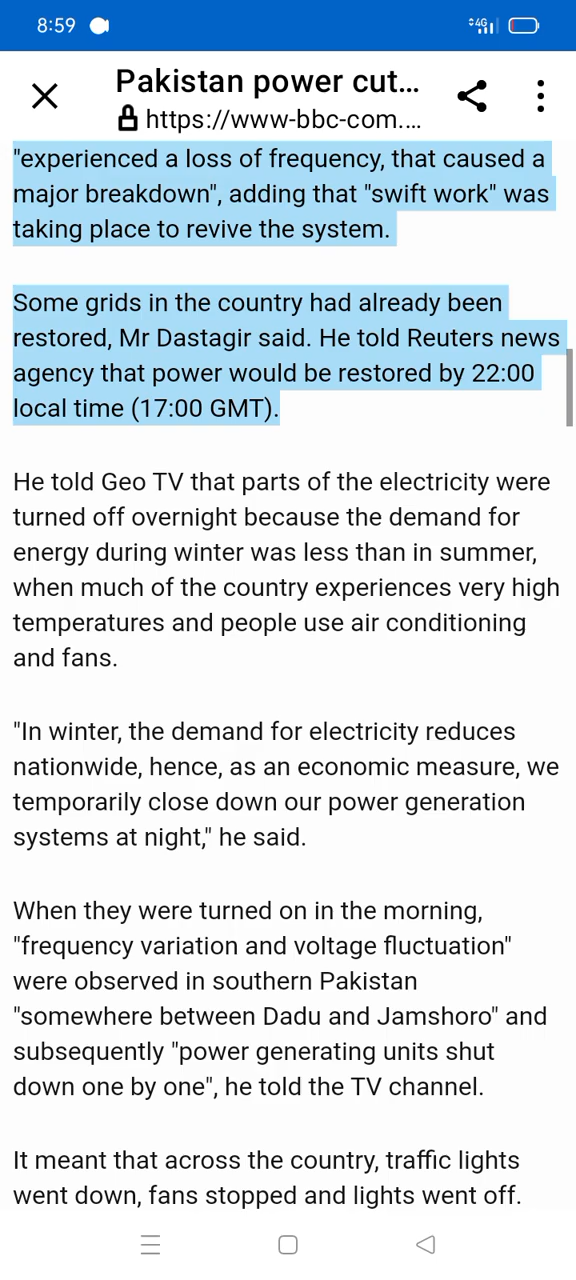 8:59
4G
Pakistan power cut...
https://www-bbc-com....
"experienced a loss of frequency, that caused a
major breakdown", adding that "swift work" was
taking place to revive the system.
Some grids in the country had already been
restored, Mr Dastagir said. He told Reuters news
agency that power would be restored by 22:00
local time (17:00 GMT).
He told Geo TV that parts of the electricity were
turned off overnight because the demand for
energy during winter was less than in summer,
when much of the country experiences very high
temperatures and people use air conditioning
and fans.
"In winter, the demand for electricity reduces
nationwide, hence, as an economic measure, we
temporarily close down our power generation
systems at night," he said.
When they were turned on in the morning,
"frequency variation and voltage fluctuation"
were observed in southern Pakistan
"somewhere between Dadu and Jamshoro" and
subsequently "power generating units shut
down one by one", he told the TV channel.
It meant that across the country, traffic lights
went down, fans stopped and lights went off.